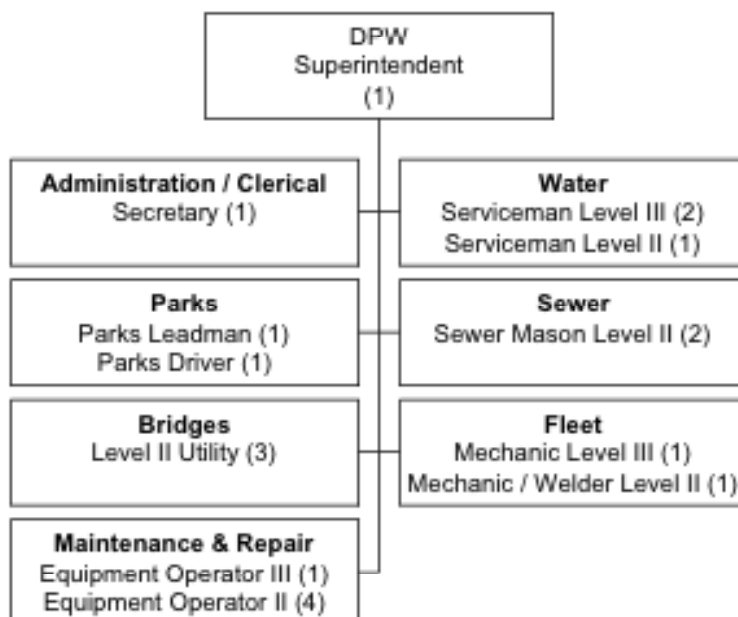 DPW
Superintendent
(1)
Administration / Clerical
Secretary (1)
Water
Serviceman Level III (2)
Serviceman Level II (1)
Parks
Parks Leadman (1)
Parks Driver (1)
Sewer
Sewer Mason Level II (2)
Bridges
Level II Utility (3)
Fleet
Mechanic Level III (1)
Mechanic / Welder Level II (1)
Maintenance & Repair
Equipment Operator III (1)
Equipment Operator II (4)